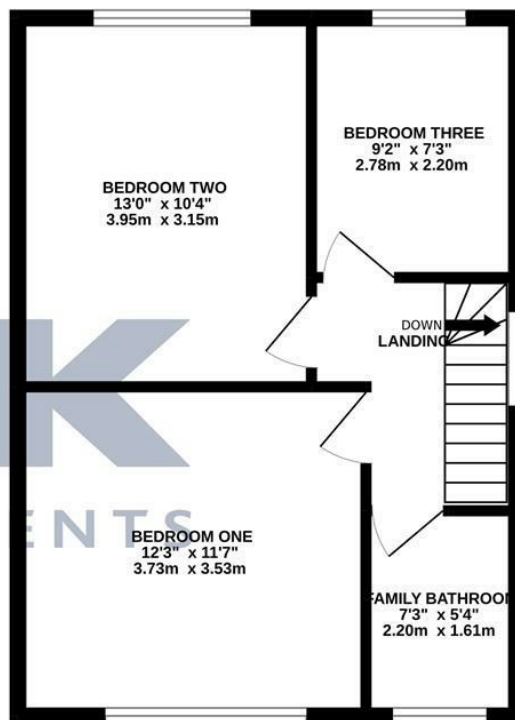 BEDROOM TWO
13'0" x 10'4"
3.95m x 3.15m
BEDROOM THREE
9'2" x 7'3"
2.78m x 2.20m
DOWN
LANDING
K
ENTS
BEDROOM ONE
12'3" x 11'7"
3.73m x 3.53m
FAMILY BATHROOM
7'3" x 5'4"
2.20m x 1.61m